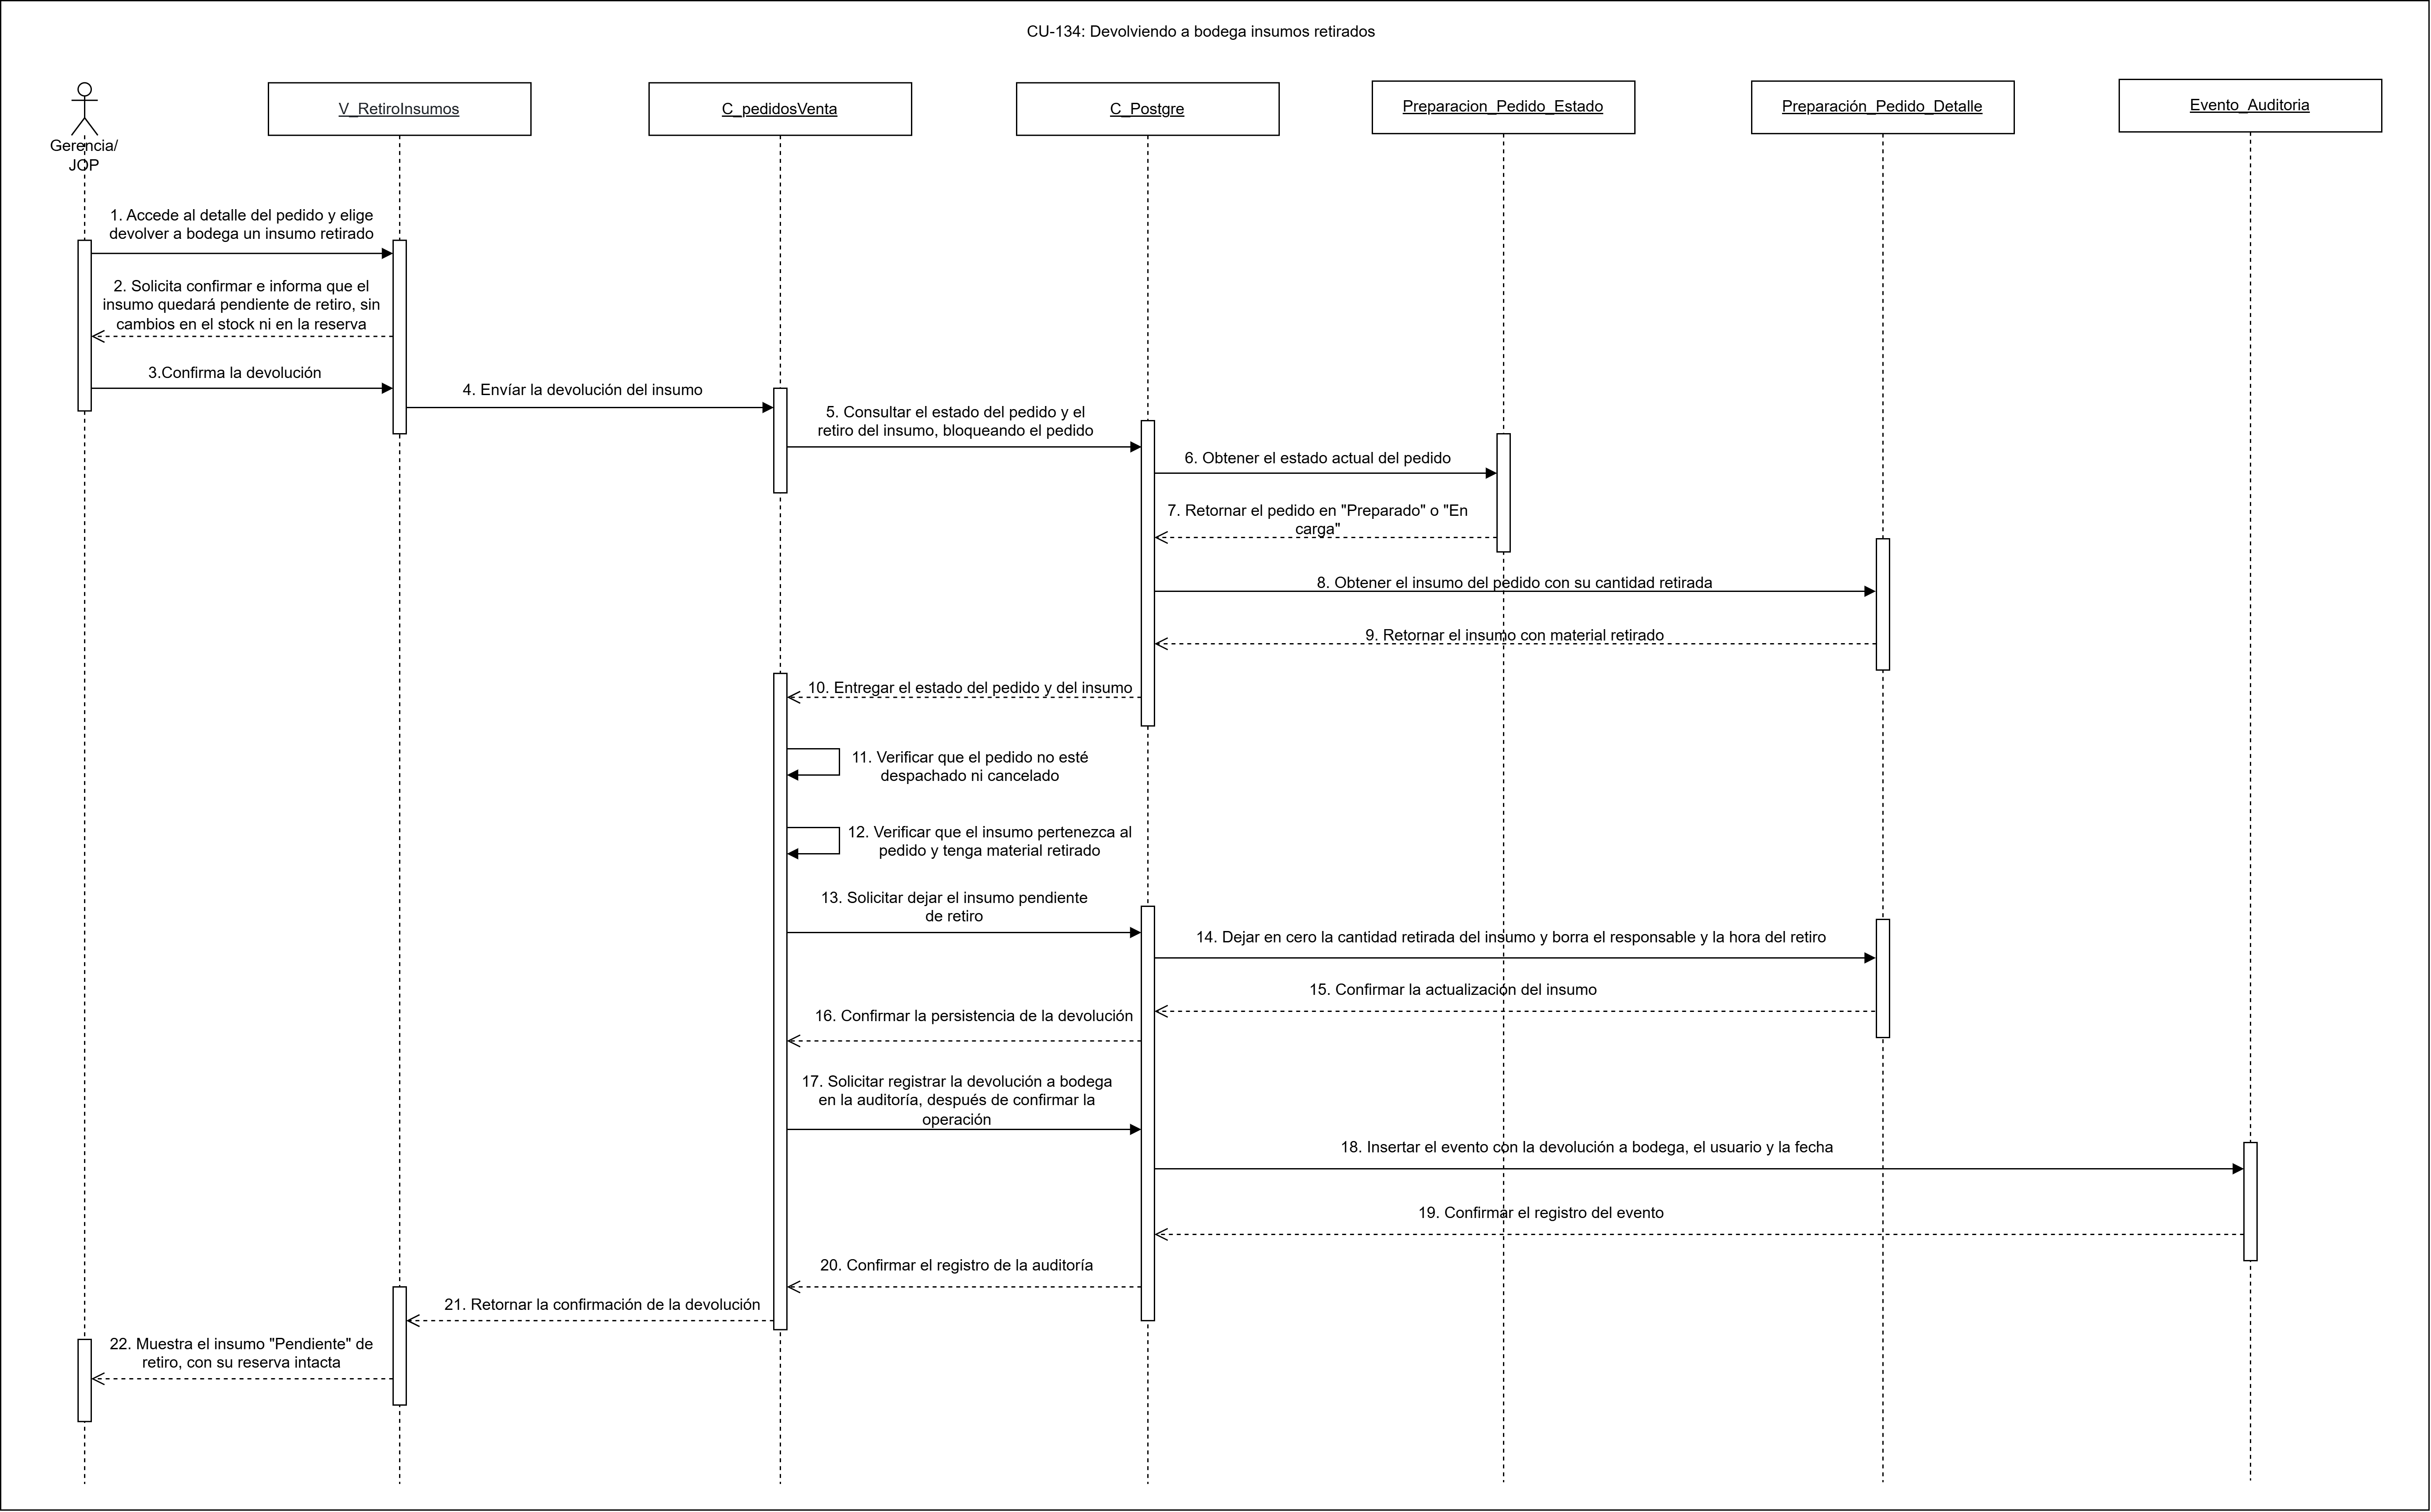 CU-134: Devolviendo a bodega insumos retirados
Gerencia/
JOP
V_RetiroInsumos
C_pedidosVenta
C_Postgre
Preparacion_Pedido_Estado
Preparación_Pedido_Detalle
Evento_Auditoria
1. Accede al detalle del pedido y elige
devolver a bodega un insumo retirado
2. Solicita confirmar e informa que el
insumo quedará pendiente de retiro, sin
cambios en el stock ni en la reserva
3.Confirma la devolución
4. Envíar la devolución del insumo
5. Consultar el estado del pedido y el
retiro del insumo, bloqueando el pedido
6. Obtener el estado actual del pedido
7. Retornar el pedido en "Preparado" o "En
carga"
8. Obtener el insumo del pedido con su cantidad retirada
9. Retornar el insumo con material retirado
10. Entregar el estado del pedido y del insumo
11. Verificar que el pedido no esté
despachado ni cancelado
12. Verificar que el insumo pertenezca al
pedido y tenga material retirado
13. Solicitar dejar el insumo pendiente
de retiro
14. Dejar en cero la cantidad retirada del insumo y borra el responsable y la hora del retiro
15. Confirmar la actualización del insumo
16. Confirmar la persistencia de la devolución
17. Solicitar registrar la devolución a bodega
en la auditoría, después de confirmar la
operación
18. Insertar el evento con la devolución a bodega, el usuario y la fecha
19. Confirmar el registro del evento
20. Confirmar el registro de la auditoría
21. Retornar la confirmación de la devolución
22. Muestra el insumo "Pendiente" de
retiro, con su reserva intacta